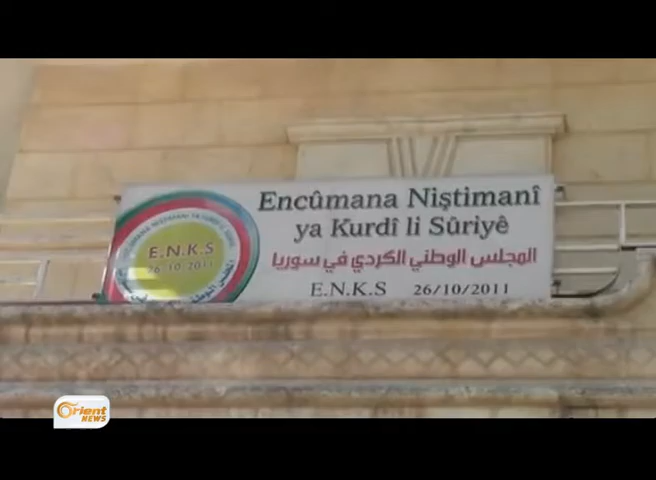 Encûmana Niştimanî
ya Kurdî li Sûriyê
المجلس الوطني الكردي في سوريا
E.N.K.S 26/10/2011
E.N.K.S
26-10-2011
Orient
NEWS